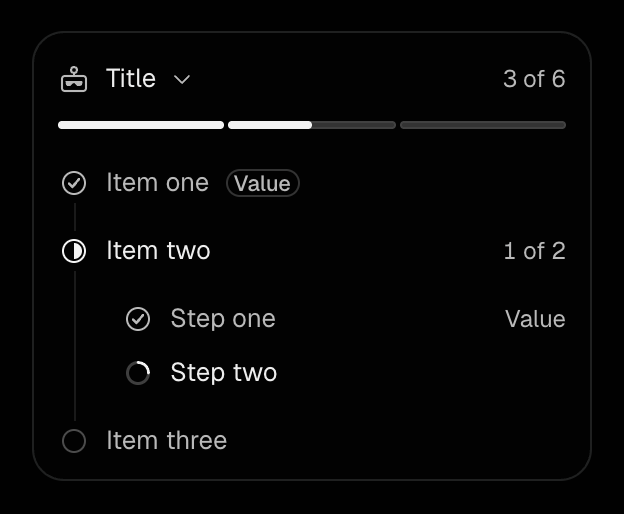 Title 3 of 6
Item one Value
Item two 1 of 2
Step one Value
Step two
Item three